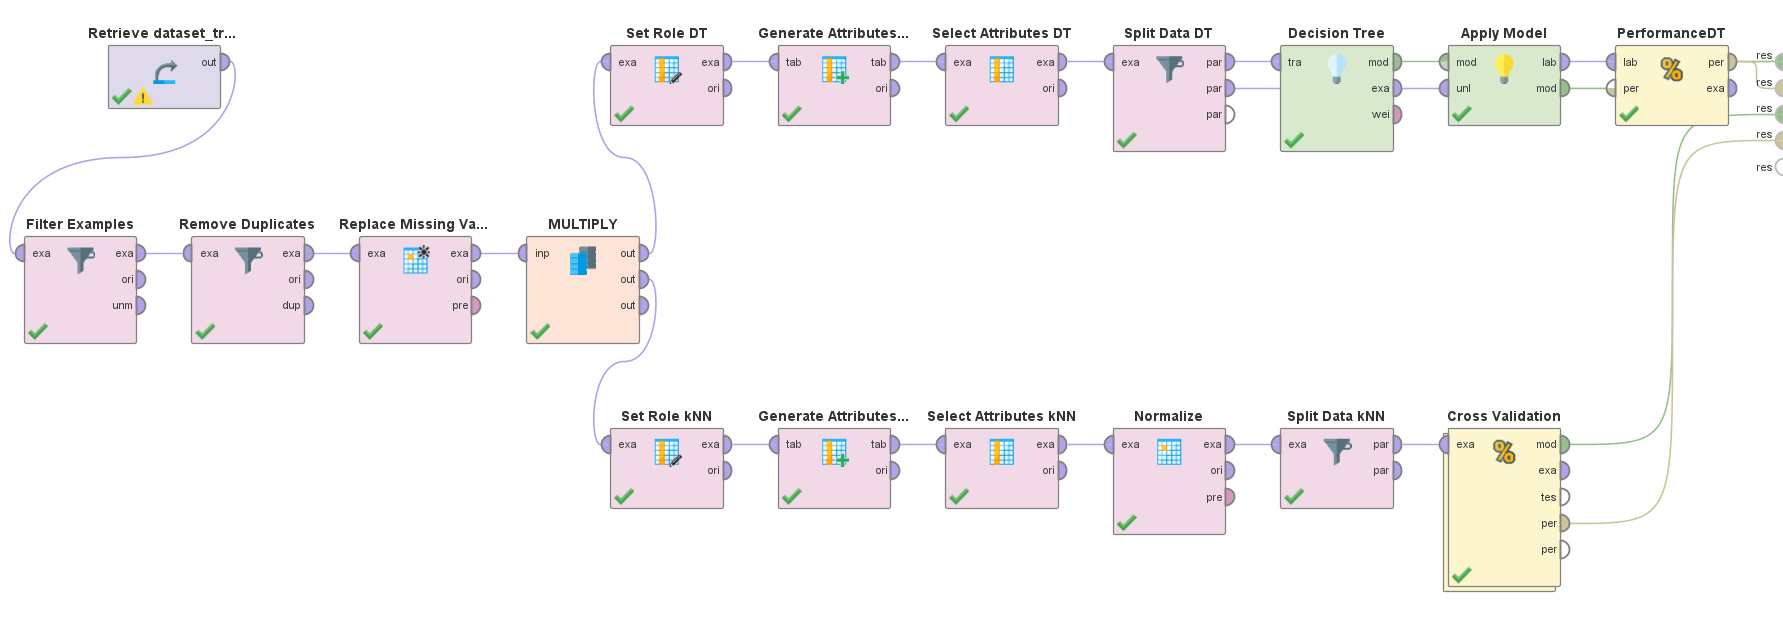 Retrieve dataset_tr...
out
Set Role DT
exa exa
ori
Generate Attributes...
tab tab
ori
Select Attributes DT
exa exa
ori
Split Data DT
exa par
par
par
Decision Tree
tra mod
exa
wei
Apply Model
mod lab
unl mod
PerformanceDT
lab per
per exa
res
res
res
res
res
Filter Examples
exa exa
ori
unm
Remove Duplicates
exa exa
ori
dup
Replace Missing Va...
exa exa
ori
pre
MULTIPLY
inp out
out
out
Set Role kNN
exa exa
ori
Generate Attributes...
tab tab
ori
Select Attributes kNN
exa exa
ori
Normalize
exa exa
ori
pre
Split Data kNN
exa par
par
Cross Validation
exa mod
exa
tes
per
per